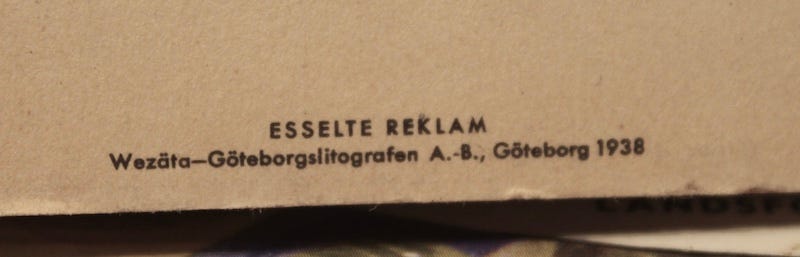 ESSELTE REKLAM
Wezäta—Göteborgslitografen A.-B., Göteborg 1938